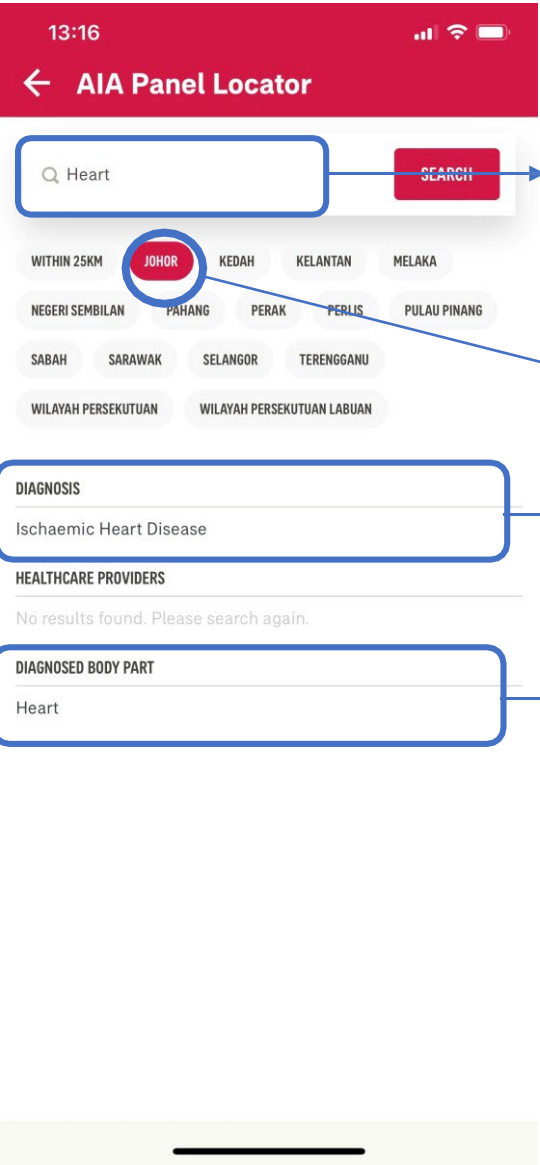 13:16
AIA Panel Locator
Heart SEARCH
WITHIN 25KM JOHOR KEDAH KELANTAN MELAKA
NEGERI SEMBILAN PAHANG PERAK PERLIS PULAU PINANG
SABAH SARAWAK SELANGOR TERENGGANU
WILAYAH PERSEKUTUAN WILAYAH PERSEKUTUAN LABUAN
DIAGNOSIS
Ischaemic Heart Disease
HEALTHCARE PROVIDERS
No results found. Please search again.
DIAGNOSED BODY PART
Heart